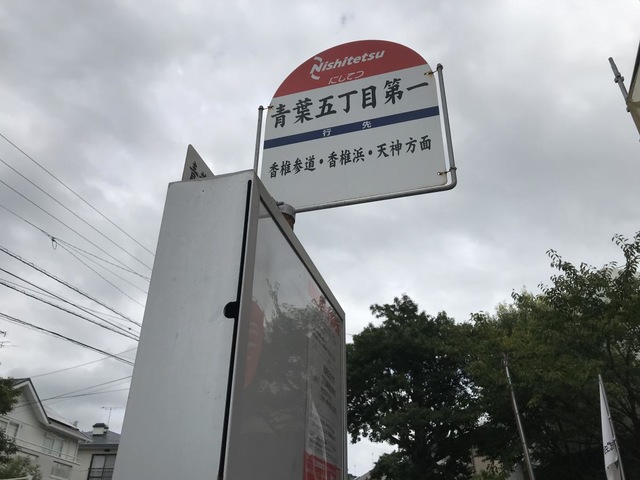 Nishitetsu
にしてつ
青葉五丁目第一
行先
香椎参道・香椎浜・天神方面